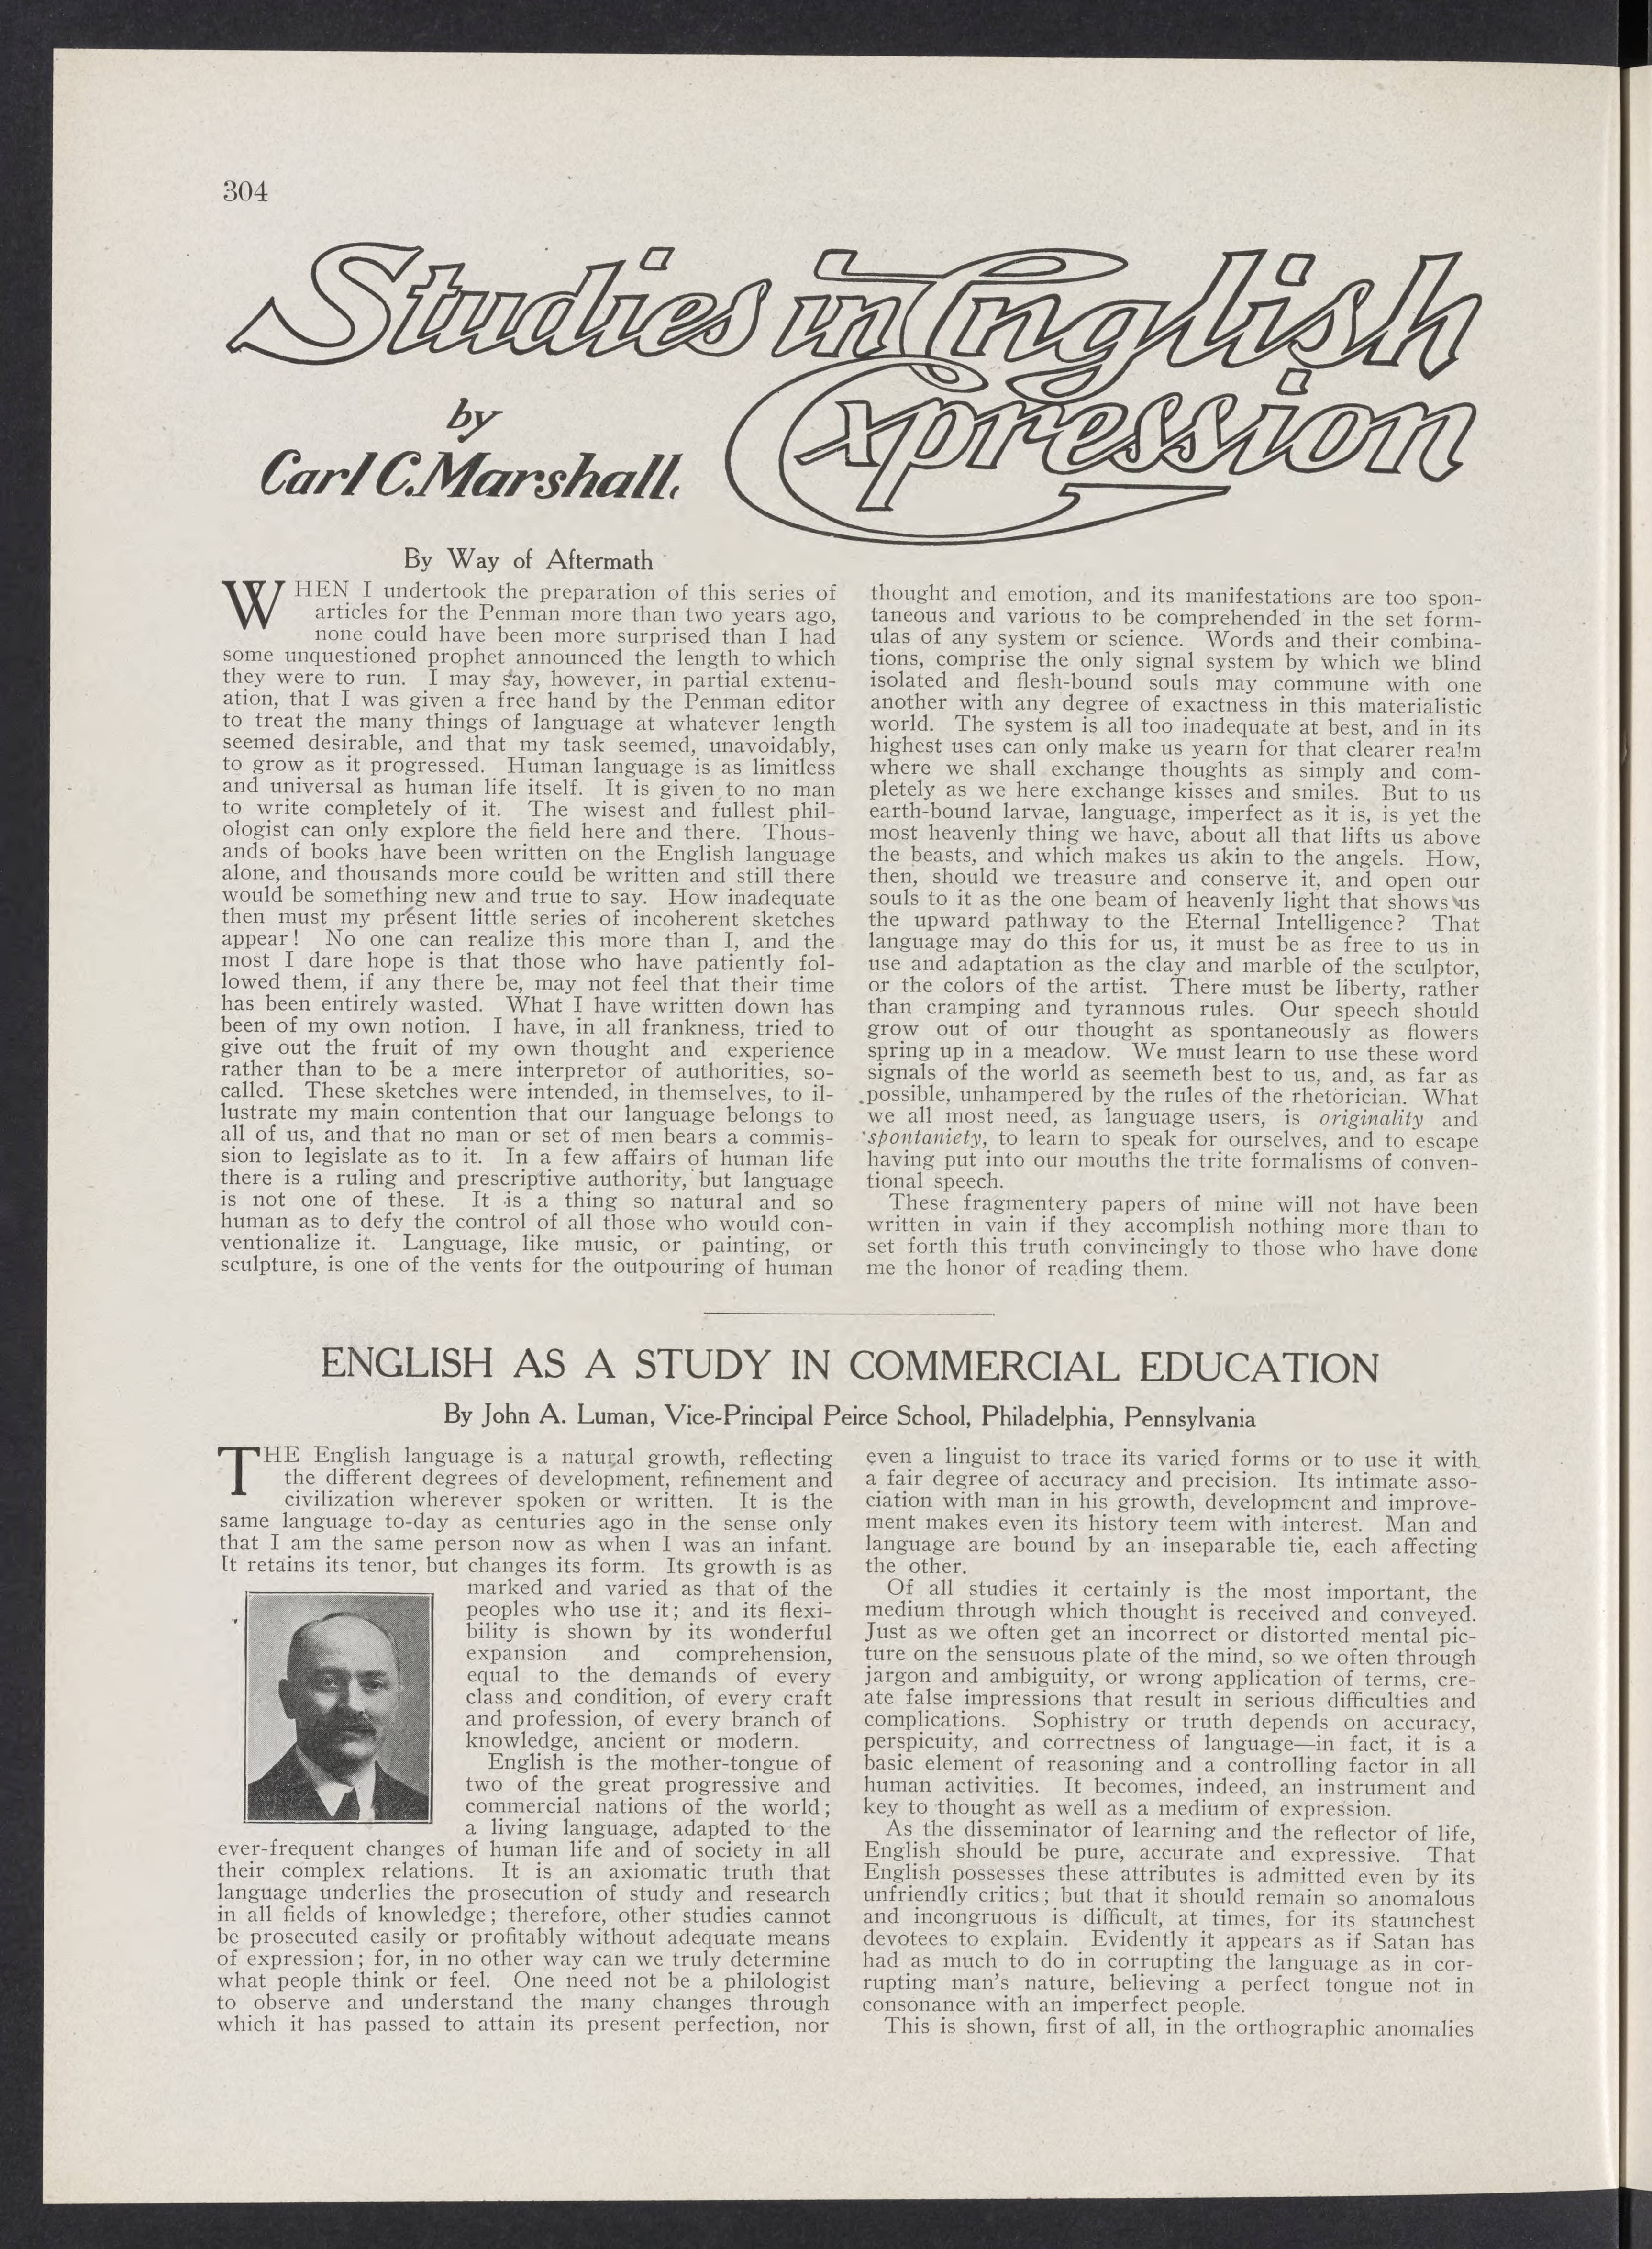 304
Studies in English
Expression
by
Carl C. Marshall.
By Way of Aftermath
WHEN I undertook the preparation of this series of
articles for the Penman more than two years ago,
none could have been more surprised than I had
some unquestioned prophet announced the length to which
they were to run. I may say, however, in partial extenu-
ation, that I was given a free hand by the Penman editor
to treat the many things of language at whatever length
seemed desirable, and that my task seemed, unavoidably,
to grow as it progressed. Human language is as limitless
and universal as human life itself. It is given to no man
to write completely of it. The wisest and fullest phil-
ologist can only explore the field here and there. Thous-
ands of books have been written on the English language
alone, and thousands more could be written and still there
would be something new and true to say. How inadequate
then must my present little series of incoherent sketches
appear! No one can realize this more than I, and the
most I dare hope is that those who have patiently fol-
lowed them, if any there be, may not feel that their time
has been entirely wasted. What I have written down has
been of my own notion. I have, in all frankness, tried to
give out the fruit of my own thought and experience
rather than to be a mere interpretor of authorities, so-
called. These sketches were intended, in themselves, to il-
lustrate my main contention that our language belongs to
all of us, and that no man or set of men bears a commis-
sion to legislate as to it. In a few affairs of human life
there is a ruling and prescriptive authority, but language
is not one of these. It is a thing so natural and so
human as to defy the control of all those who would con-
ventionalize it. Language, like music, or painting, or
sculpture, is one of the vents for the outpouring of human
thought and emotion, and its manifestations are too spon-
taneous and various to be comprehended in the set form-
ulas of any system or science. Words and their combina-
tions, comprise the only signal system by which we blind
isolated and flesh-bound souls may commune with one
another with any degree of exactness in this materialistic
world. The system is all too inadequate at best, and in its
highest uses can only make us yearn for that clearer realm
where we shall exchange thoughts as simply and com-
pletely as we here exchange kisses and smiles. But to us
earth-bound larvae, language, imperfect as it is, is yet the
most heavenly thing we have, about all that lifts us above
the beasts, and which makes us akin to the angels. How,
then, should we treasure and conserve it, and open our
souls to it as the one beam of heavenly light that shows us
the upward pathway to the Eternal Intelligence? That
language may do this for us, it must be as free to us in
use and adaptation as the clay and marble of the sculptor,
or the colors of the artist. There must be liberty, rather
than cramping and tyrannous rules. Our speech should
grow out of our thought as spontaneously as flowers
spring up in a meadow. We must learn to use these word
signals of the world as seemeth best to us, and, as far as
possible, unhampered by the rules of the rhetorician. What
we all most need, as language users, is originality and
spontaniety, to learn to speak for ourselves, and to escape
having put into our mouths the trite formalisms of conven-
tional speech.
These fragmentery papers of mine will not have been
written in vain if they accomplish nothing more than to
set forth this truth convincingly to those who have done
me the honor of reading them.
ENGLISH AS A STUDY IN COMMERCIAL EDUCATION
By John A. Luman, Vice-Principal Peirce School, Philadelphia, Pennsylvania
THE English language is a natural growth, reflecting
the different degrees of development, refinement and
civilization wherever spoken or written. It is the
same language to-day as centuries ago in the sense only
that I am the same person now as when I was an infant.
It retains its tenor, but changes its form. Its growth is as
marked and varied as that of the
peoples who use it; and its flexi-
bility is shown by its wonderful
expansion and comprehension,
equal to the demands of every
class and condition, of every craft
and profession, of every branch of
knowledge, ancient or modern.
English is the mother-tongue of
two of the great progressive and
commercial nations of the world;
a living language, adapted to the
ever-frequent changes of human life and of society in all
their complex relations. It is an axiomatic truth that
language underlies the prosecution of study and research
in all fields of knowledge; therefore, other studies cannot
be prosecuted easily or profitably without adequate means
of expression; for, in no other way can we truly determine
what people think or feel. One need not be a philologist
to observe and understand the many changes through
which it has passed to attain its present perfection, nor
even a linguist to trace its varied forms or to use it with
a fair degree of accuracy and precision. Its intimate asso-
ciation with man in his growth, development and improve-
ment makes even its history teem with interest. Man and
language are bound by an inseparable tie, each affecting
the other.
Of all studies it certainly is the most important, the
medium through which thought is received and conveyed.
Just as we often get an incorrect or distorted mental pic-
ture on the sensuous plate of the mind, so we often through
jargon and ambiguity, or wrong application of terms, cre-
ate false impressions that result in serious difficulties and
complications. Sophistry or truth depends on accuracy,
perspicuity, and correctness of language—in fact, it is a
basic element of reasoning and a controlling factor in all
human activities. It becomes, indeed, an instrument and
key to thought as well as a medium of expression.
As the disseminator of learning and the reflector of life,
English should be pure, accurate and expressive. That
English possesses these attributes is admitted even by its
unfriendly critics; but that it should remain so anomalous
and incongruous is difficult, at times, for its staunchest
devotees to explain. Evidently it appears as if Satan has
had as much to do in corrupting the language as in cor-
rupting man's nature, believing a perfect tongue not in
consonance with an imperfect people.
This is shown, first of all, in the orthographic anomalies